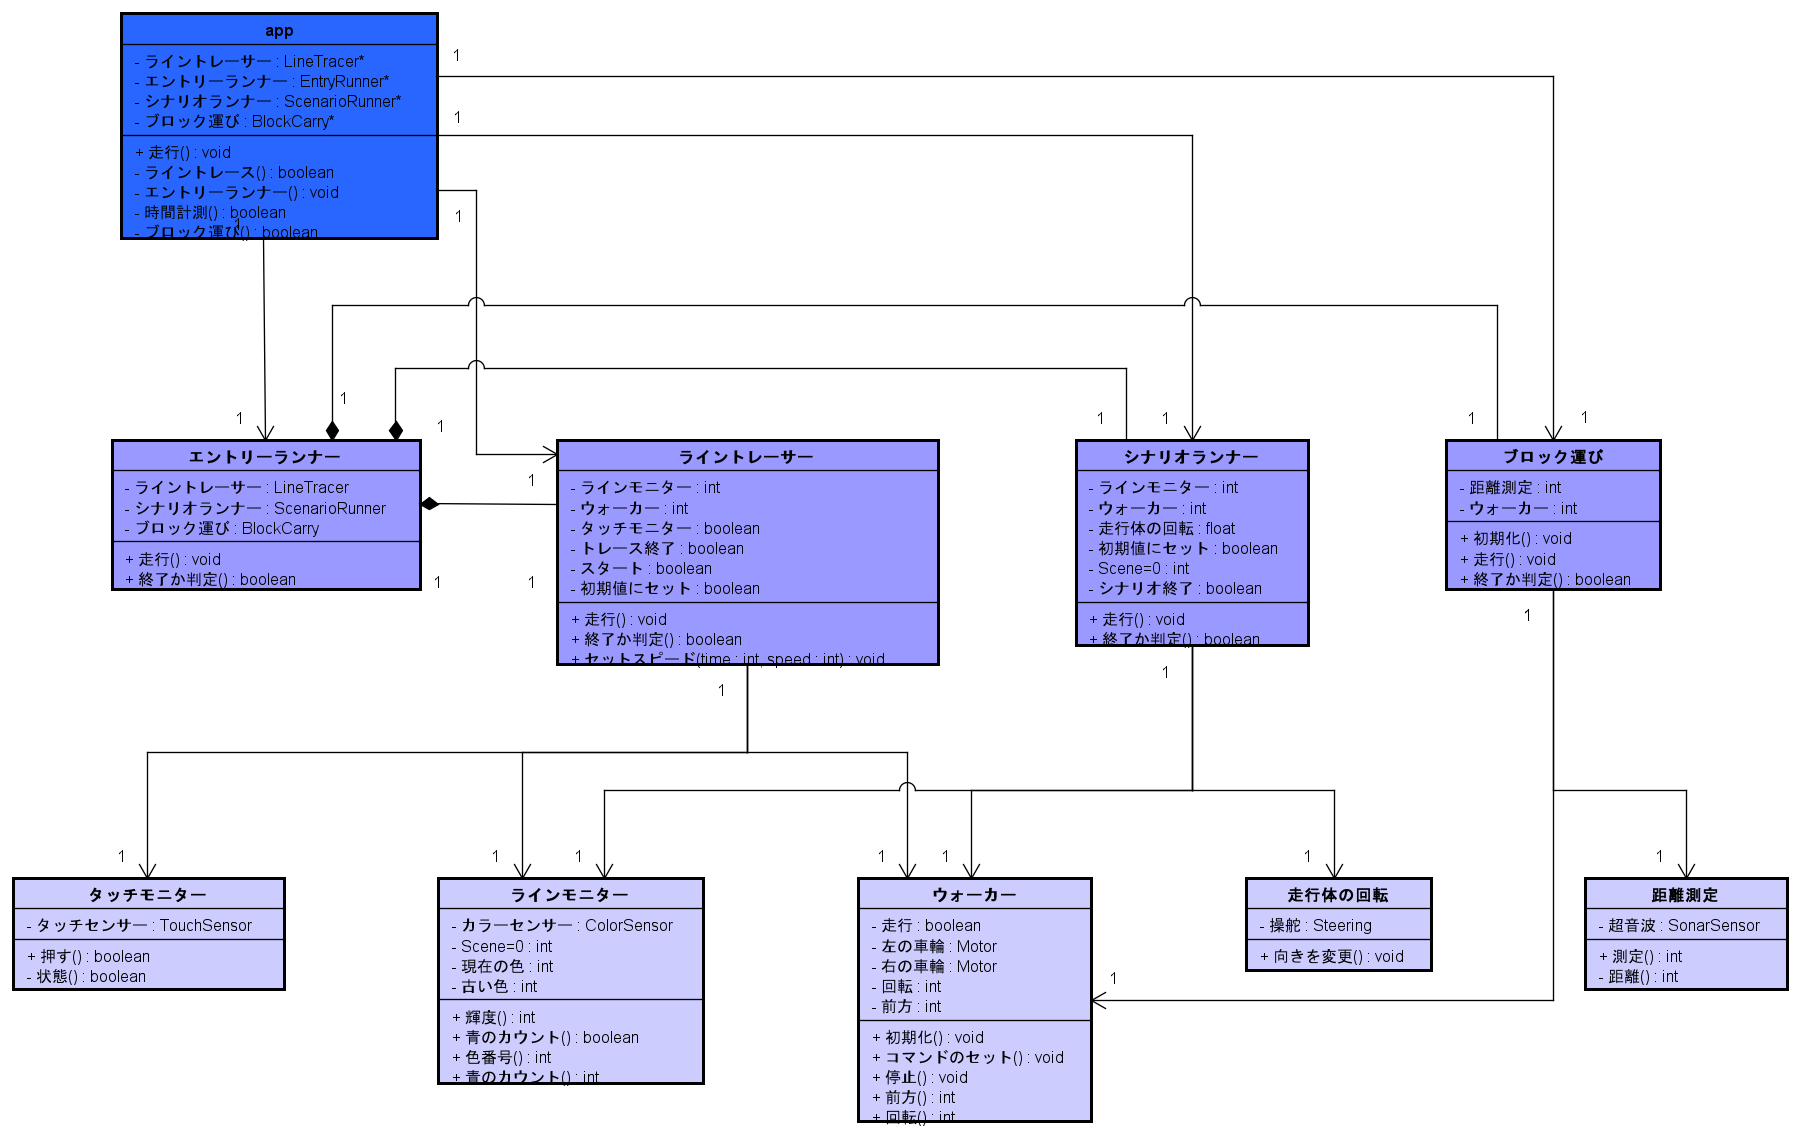 app
- ライントレーサー : LineTracer*
- エントリーランナー : EntryRunner*
- シナリオランナー : ScenarioRunner*
- ブロック運び : BlockCarry*
+ 走行() : void
- ライントレース() : boolean
- エントリーランナー() : void
- 時間計測() : boolean
- ブロック運び() : boolean
1
1
1
1
1
1
1
1
1
1
1
1
1
1
エントリーランナー
- ライントレーサー : LineTracer
- シナリオランナー : ScenarioRunner
- ブロック運び : BlockCarry
+ 走行() : void
+ 終了か判定() : boolean
ライントレーサー
- ラインモニター : int
- ウォーカー : int
- タッチモニター : boolean
- トレース終了 : boolean
- スタート : boolean
- 初期値にセット : boolean
+ 走行() : void
+ 終了か判定() : boolean
+ セットスピード(time : int, speed : int) : void
シナリオランナー
- ラインモニター : int
- ウォーカー : int
- 走行体の回転 : float
- 初期値にセット : boolean
- Scene=0 : int
- シナリオ終了 : boolean
+ 走行() : void
+ 終了か判定() : boolean
ブロック運び
- 距離測定 : int
- ウォーカー : int
+ 初期化() : void
+ 走行() : void
+ 終了か判定() : boolean
1
1
1
1
1
1
1
1
1
1
1
タッチモニター
- タッチセンサー : TouchSensor
+ 押す() : boolean
- 状態() : boolean
ラインモニター
- カラーセンサー : ColorSensor
- Scene=0 : int
- 現在の色 : int
- 古い色 : int
+ 輝度() : int
+ 青のカウント() : boolean
+ 色番号() : int
+ 青のカウント() : int
ウォーカー
- 走行 : boolean
- 左の車輪 : Motor
- 右の車輪 : Motor
- 回転 : int
- 前方 : int
+ 初期化() : void
+ コマンドのセット() : void
+ 停止() : void
+ 前方() : int
+ 回転() : int
1
走行体の回転
- 操舵 : Steering
+ 向きを変更() : void
距離測定
- 超音波 : SonarSensor
+ 測定() : int
- 距離() : int